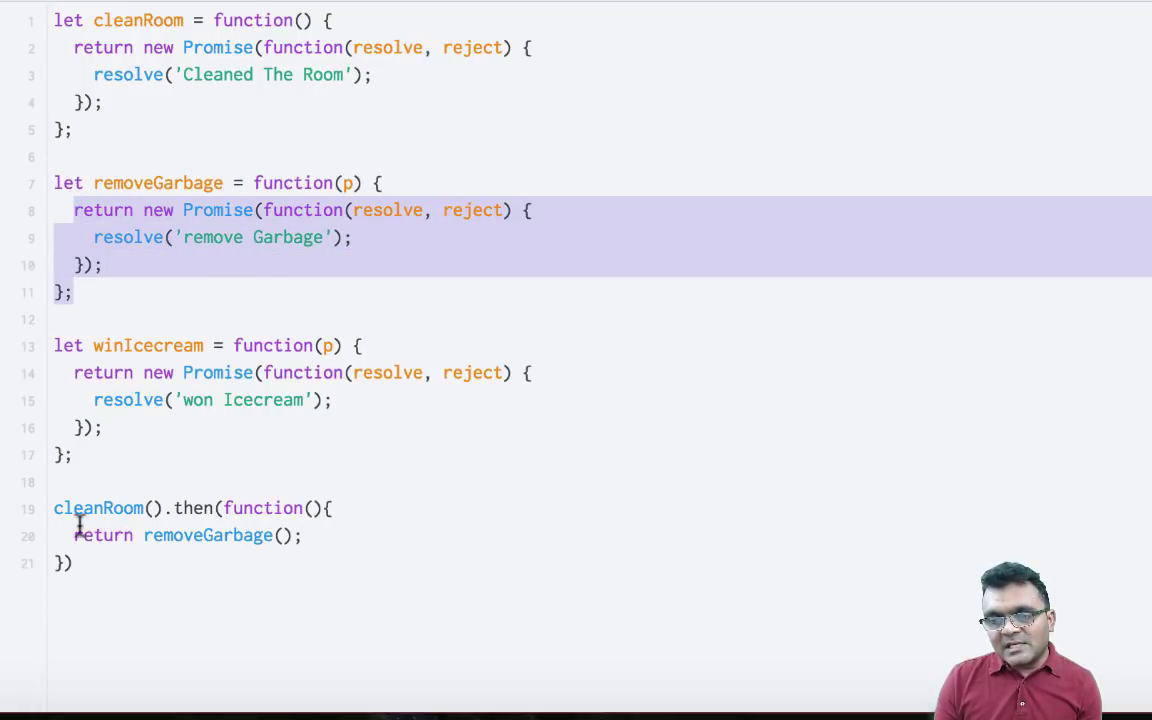 1 let cleanRoom = function() {
2 return new Promise(function(resolve, reject) {
3 resolve('Cleaned The Room');
4 });
5 };
6
7 let removeGarbage = function(p) {
8 return new Promise(function(resolve, reject) {
9 resolve('remove Garbage');
10 });
11 };
12
13 let winIcecream = function(p) {
14 return new Promise(function(resolve, reject) {
15 resolve('won Icecream');
16 });
17 };
18
19 cleanRoom().then(function(){
20 return removeGarbage();
21 })